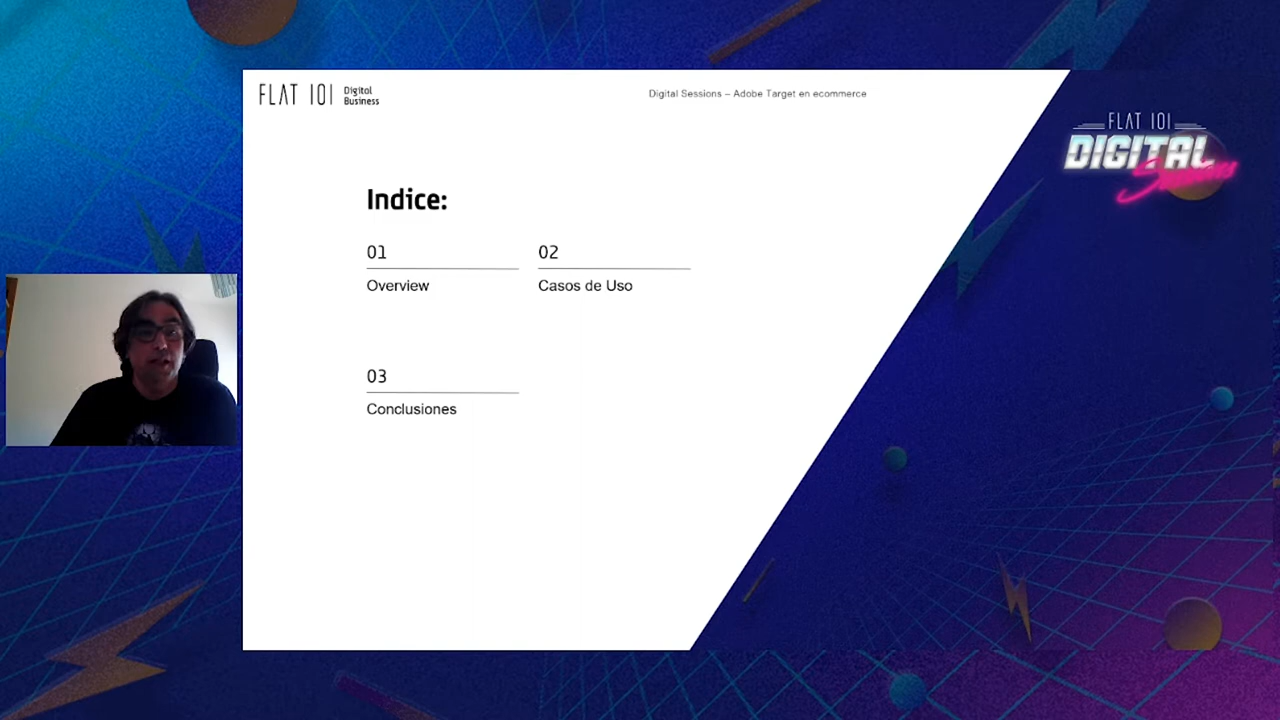 FLAT 101 Digital
Business
Digital Sessions – Adobe Target en ecommerce
FLAT 101
DIGITAL
Sessions
Indice:
01
Overview
02
Casos de Uso
03
Conclusiones